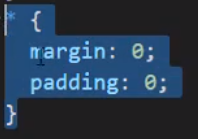 * {
margin: 0;
padding: 0;
}